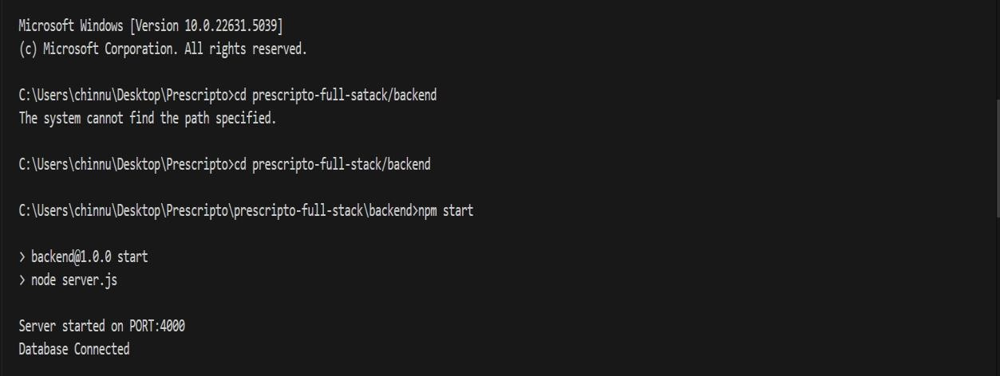 Microsoft Windows [Version 10.0.22631.5039]
(c) Microsoft Corporation. All rights reserved.
C:\Users\chinnu\Desktop\Prescripto>cd prescripto-full-satack/backend
The system cannot find the path specified.
C:\Users\chinnu\Desktop\Prescripto>cd prescripto-full-stack/backend
C:\Users\chinnu\Desktop\Prescripto\prescripto-full-stack\backend>npm start
> backend@1.0.0 start
> node server.js
Server started on PORT:4000
Database Connected